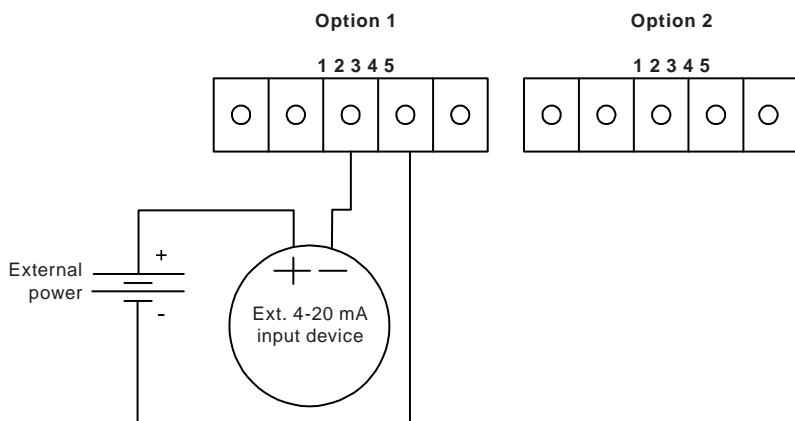 Option 1
Option 2
1 2 3 4 5
1 2 3 4 5
External
power
+
-
+ −
Ext. 4-20 mA
input device